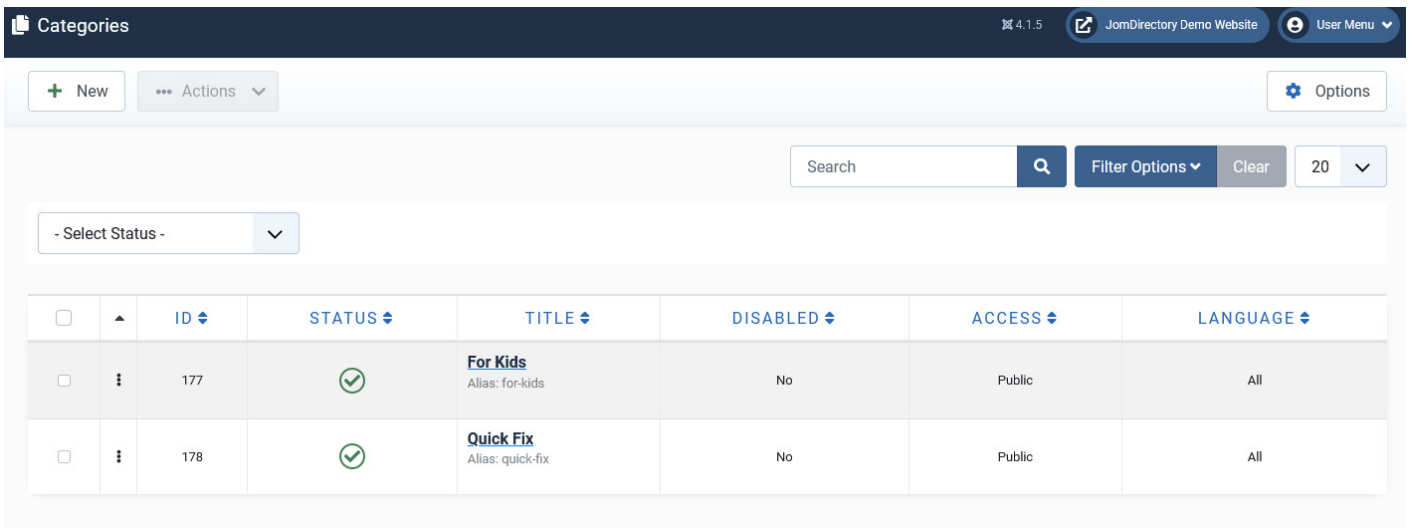 Categories
4.1.5
JomDirectory Demo Website
User Menu
New
Actions
Options
Search
Filter Options
Clear
20
- Select Status -
ID
STATUS
TITLE
DISABLED
ACCESS
LANGUAGE
177
For Kids
Alias: for-kids
No
Public
All
178
Quick Fix
Alias: quick-fix
No
Public
All